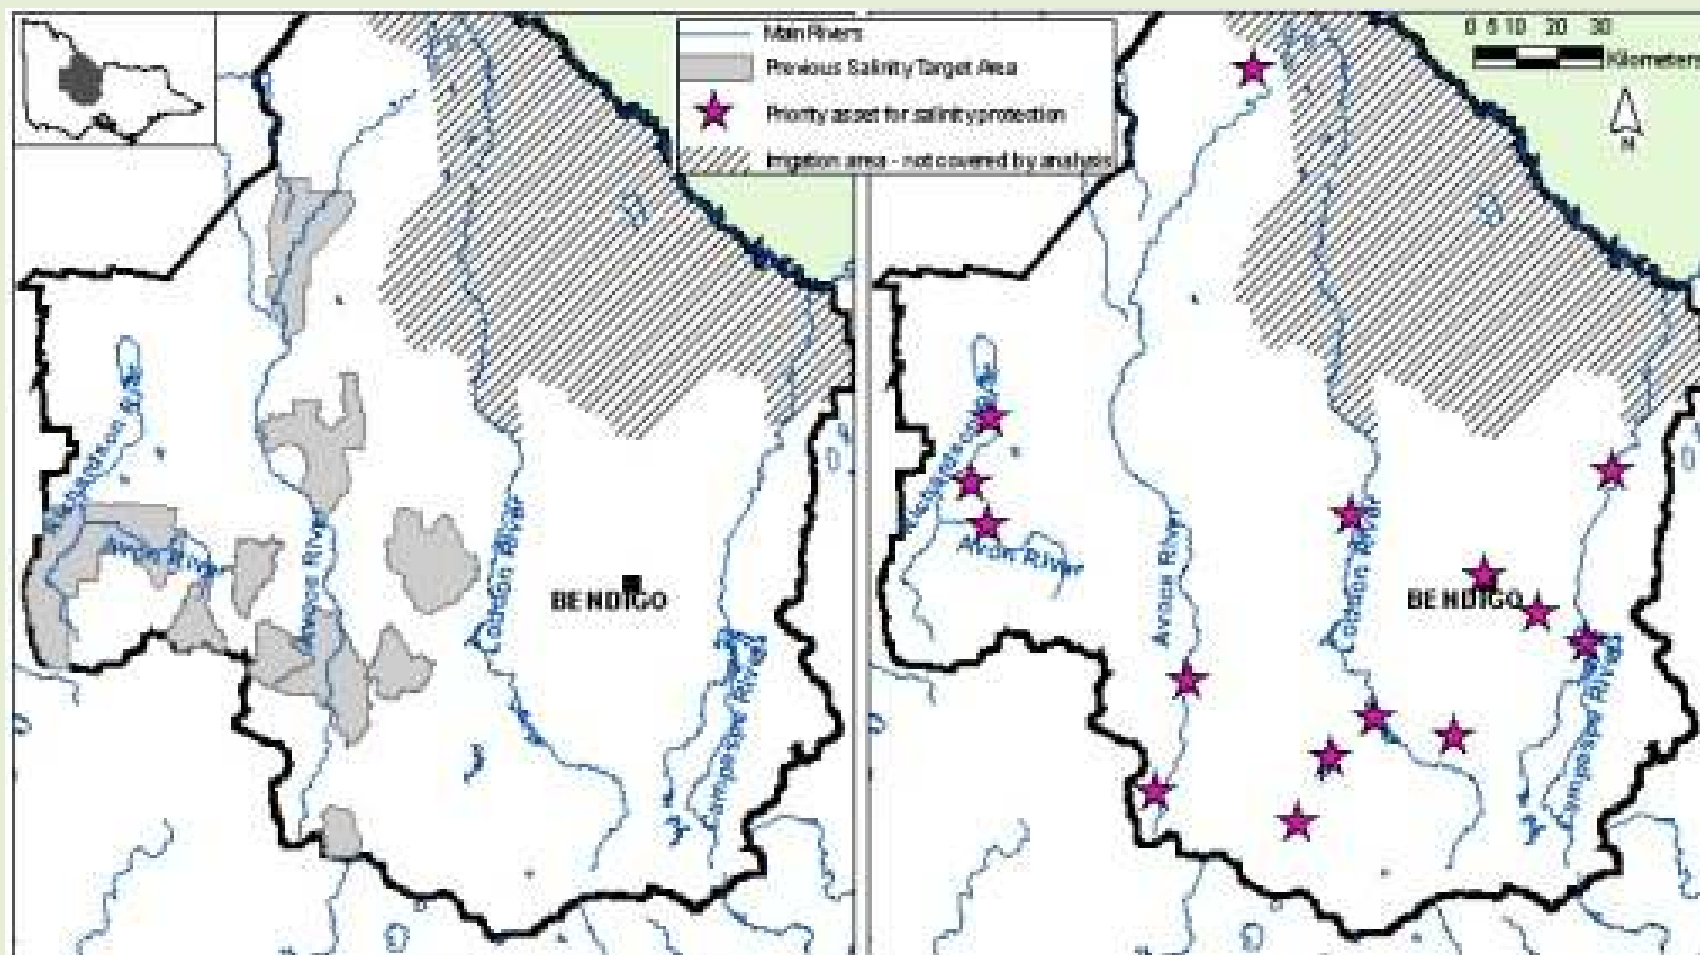 Main Rivers
Previous Salinity Target Area
Priority asset for salinity protection
Irrigation area - not covered by analysis
0 5 10 20 30
Kilometers
N
Richardson River
Avon River
Avoca River
Loddon River
BENDIGO
Campaspe River
Avon River
Avoca River
Loddon River
BENDIGO
Campaspe River